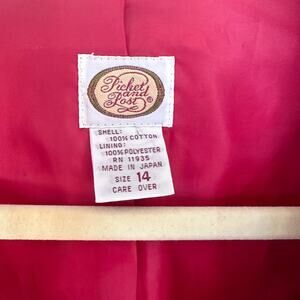 Picket
and
Post ®
SHELL:
100% COTTON
LINING:
100% POLYESTER
RN 11935
MADE IN JAPAN
SIZE 14
CARE OVER